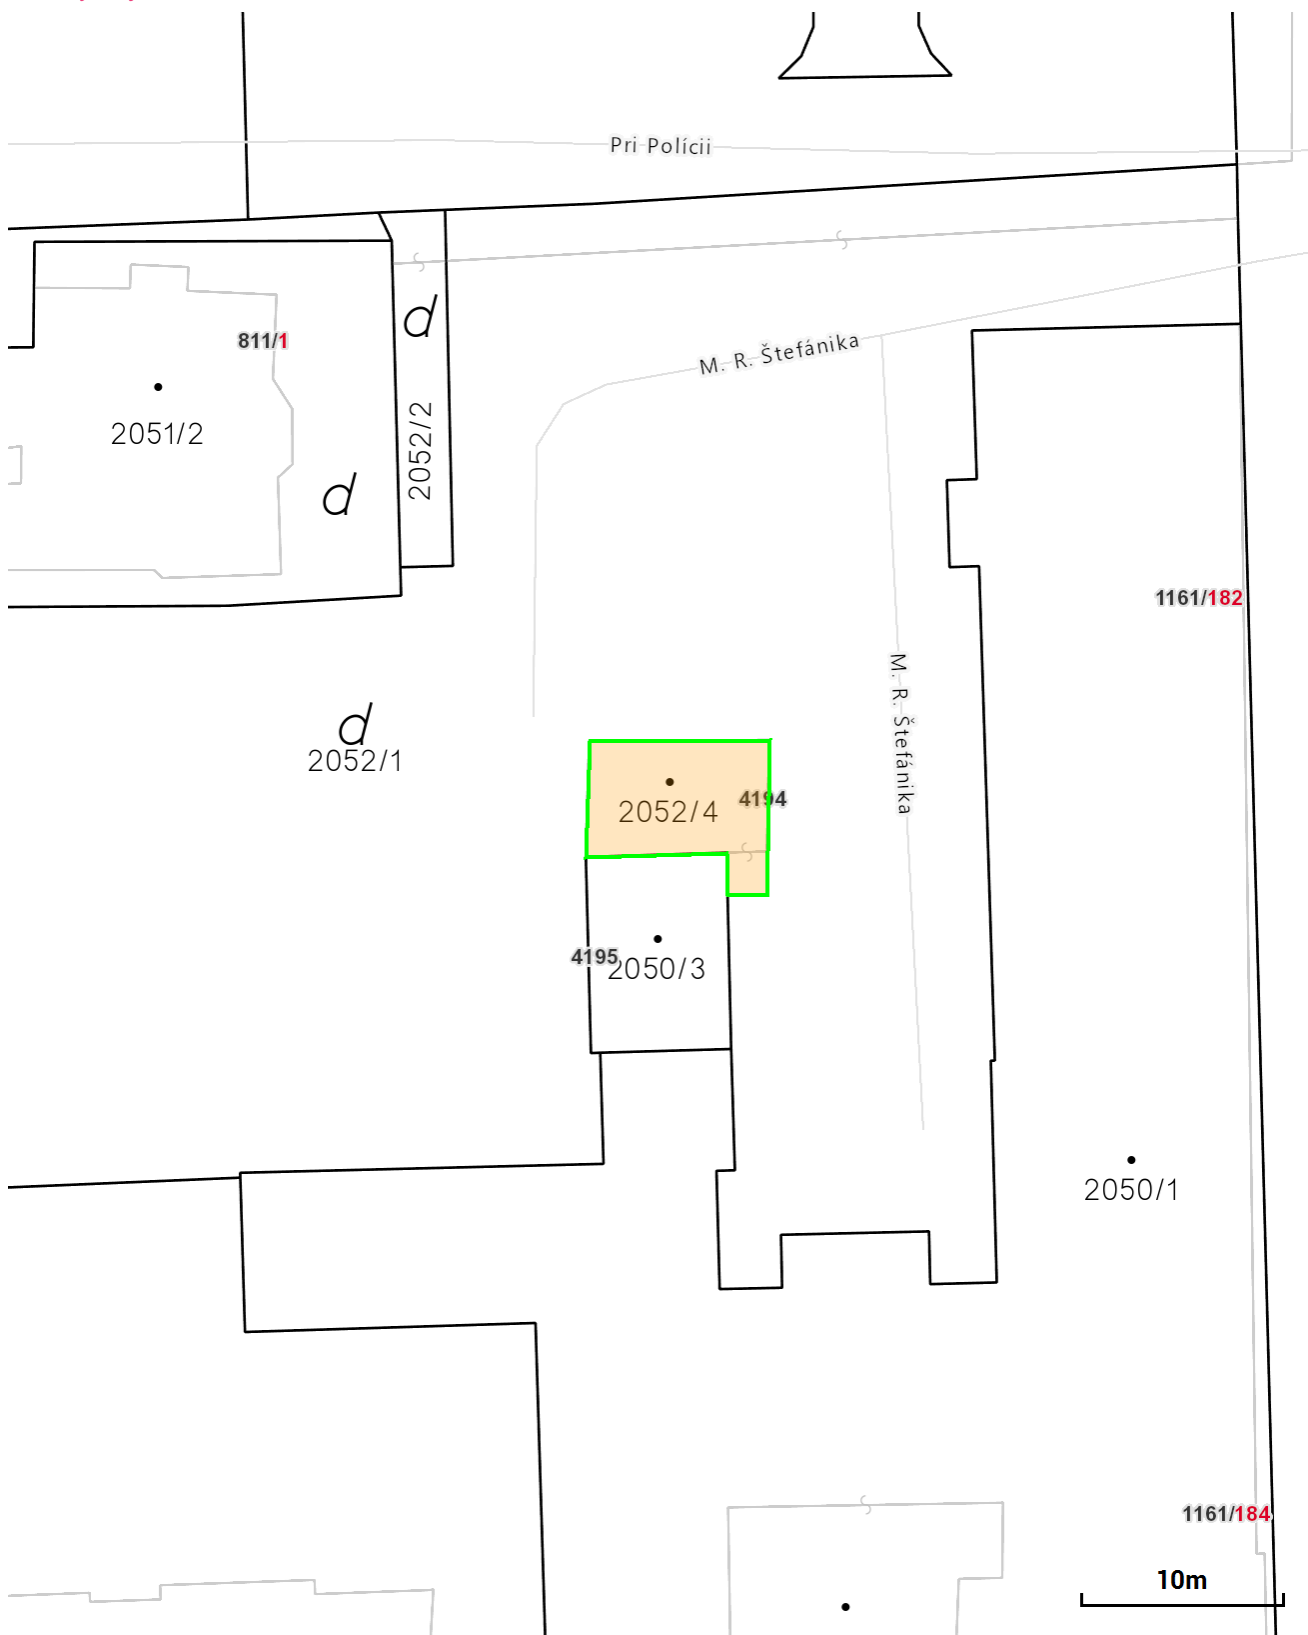 Pri Polícii
811/1
d
M. R. Štefánika
2051/2
2052/2
d
1161/182
M. R. Štefánika
d
2052/1
4194
2052/4
4195
2050/3
2050/1
1161/184
10m